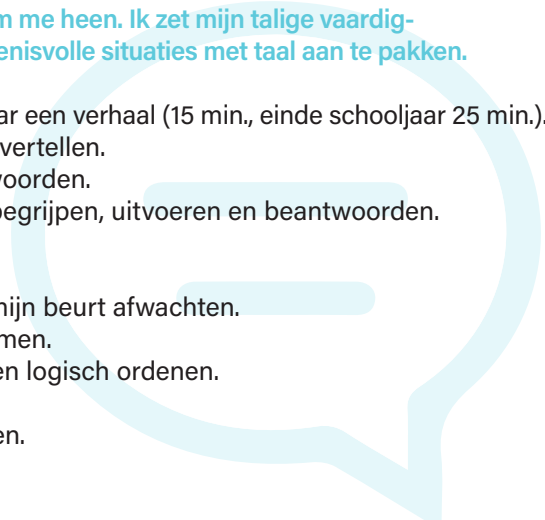 m me heen. Ik zet mijn talige vaardig-
enisvolle situaties met taal aan te pakken.
ar een verhaal (15 min., einde schooljaar 25 min.).
vertellen.
woorden.
begrijpen, uitvoeren en beantwoorden.
mijn beurt afwachten.
men.
en logisch ordenen.
en.